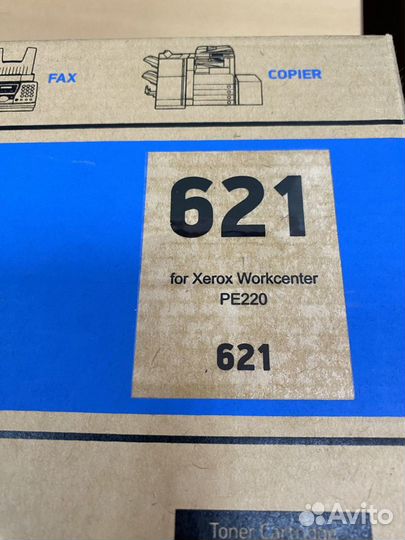 FAX
COPIER
621
for Xerox Workcenter
PE220
621
Toner Cartridge
Avito